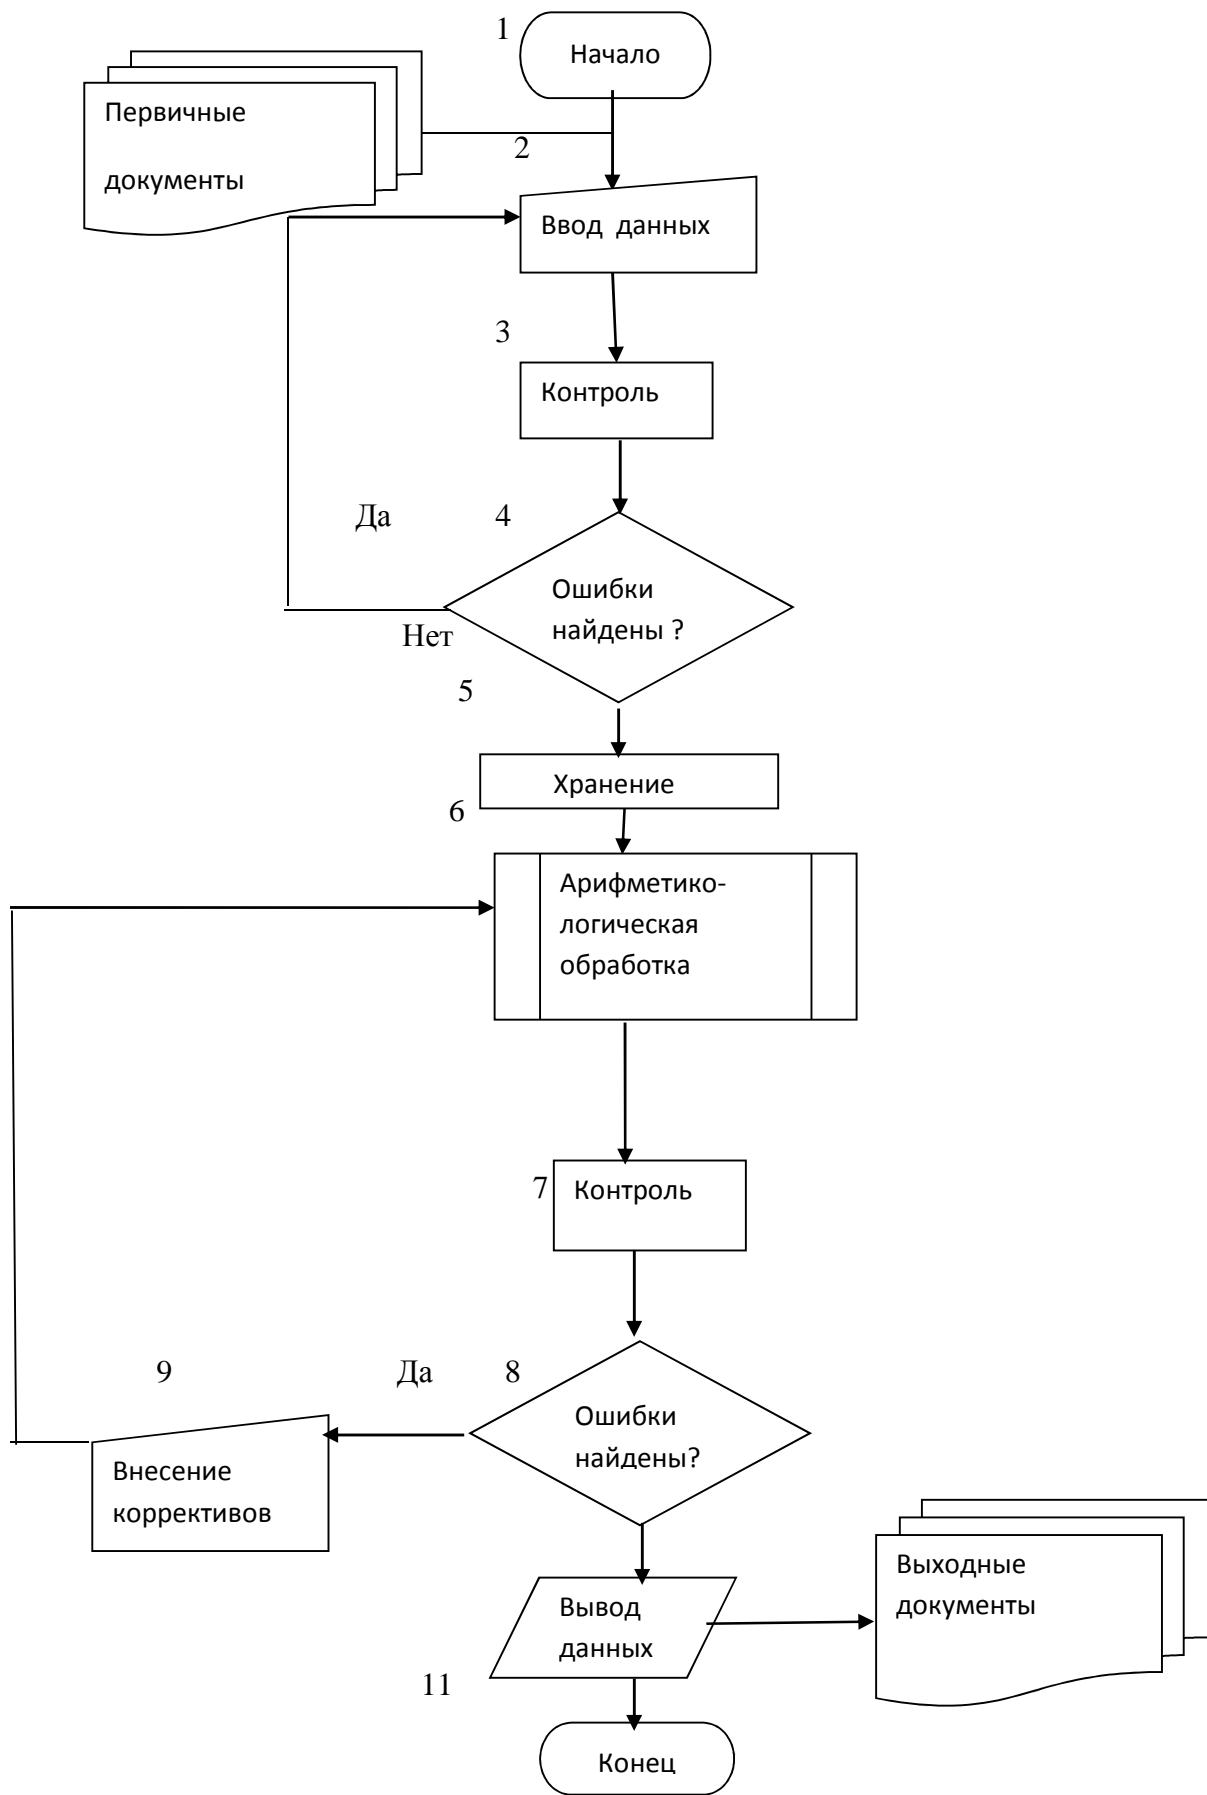 1
Начало
Первичные
документы
2
Ввод данных
3
Контроль
Да
4
Ошибки
найдены ?
Нет
5
Хранение
6
Арифметико-
логическая
обработка
7
Контроль
9
Да
8
Ошибки
найдены?
Внесение
коррективов
Выходные
документы
Вывод
данных
11
Конец